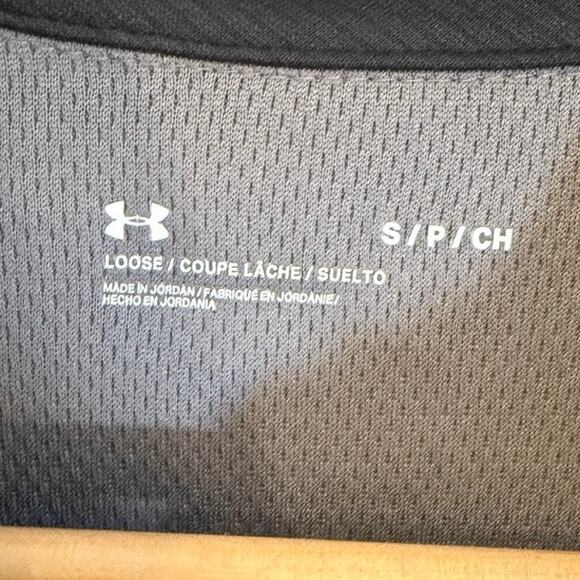 S/P/CH
LOOSE / COUPE LÂCHE / SUELTO
MADE IN JORDAN / FABRIQUÉ EN JORDANIE/
HECHO EN JORDANIA